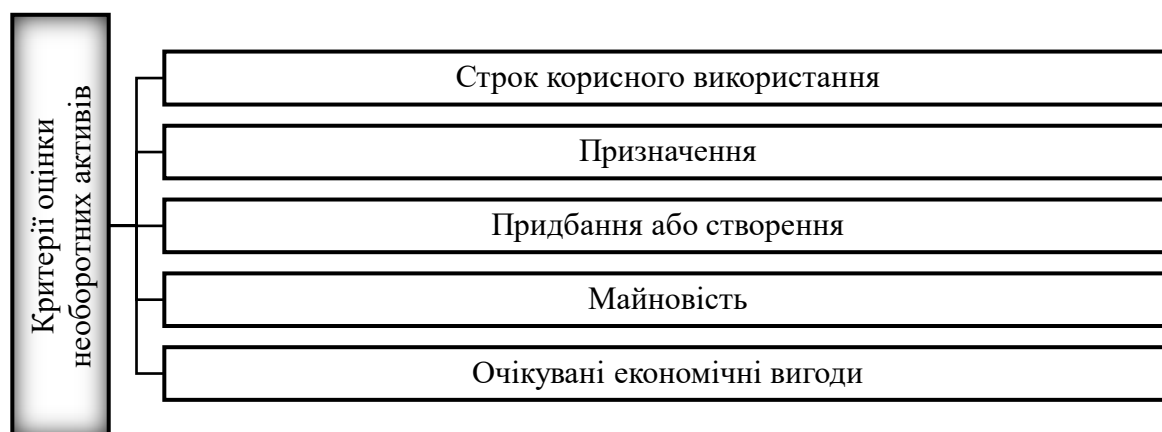 Критерії оцінки
необоротних активів
Строк корисного використання
Призначення
Придбання або створення
Майновість
Очікувані економічні вигоди